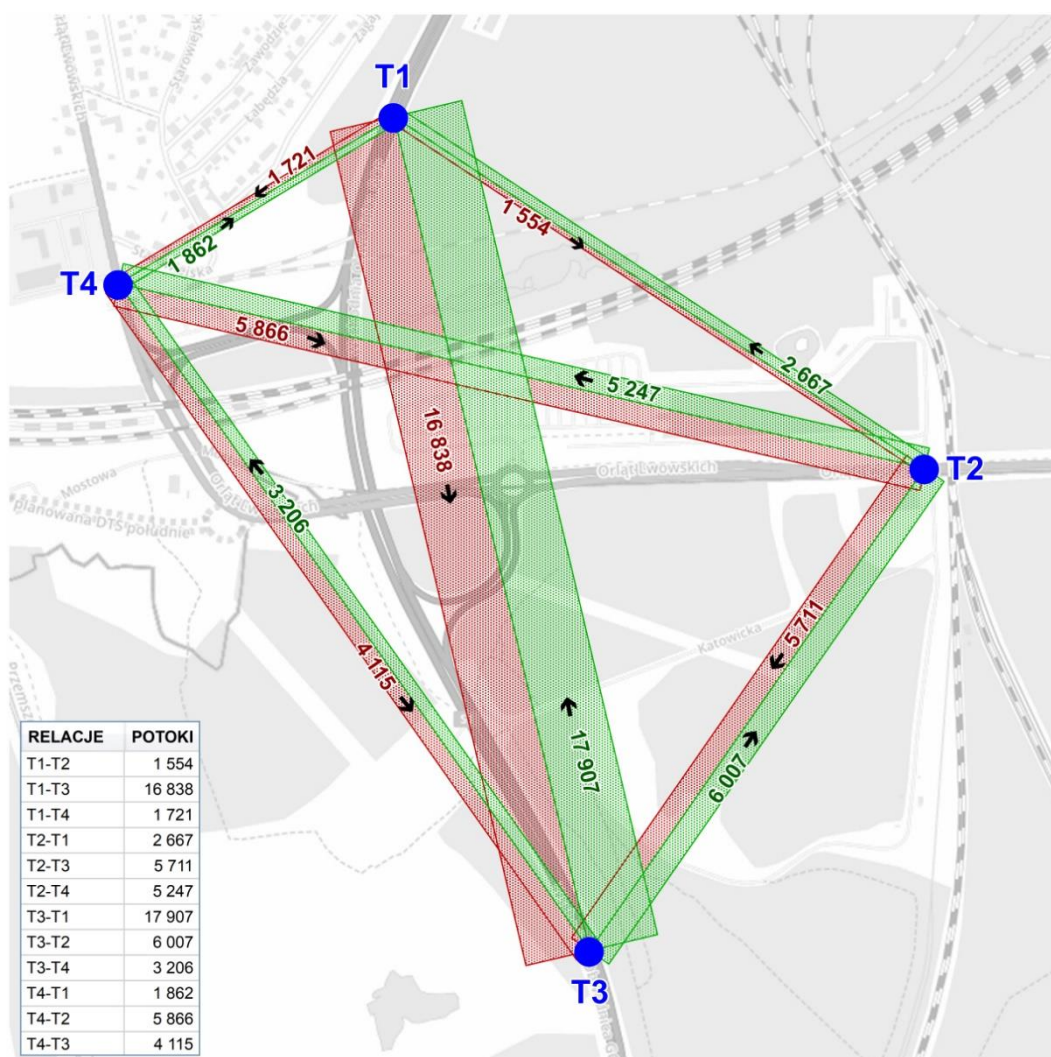 T1
Starowiejska
Zawodzie
Łabędzia
1 721
1 862
1 554
T4
5 866
2 667
5 247
16 838
Orląt Lwowskich
T2
Mostowa
planowana DTS południe
3 206
Katowicka
5 711
4 115
17 907
6 007
T3
RELACJE POTOKI
T1-T2 1 554
T1-T3 16 838
T1-T4 1 721
T2-T1 2 667
T2-T3 5 711
T2-T4 5 247
T3-T1 17 907
T3-T2 6 007
T3-T4 3 206
T4-T1 1 862
T4-T2 5 866
T4-T3 4 115